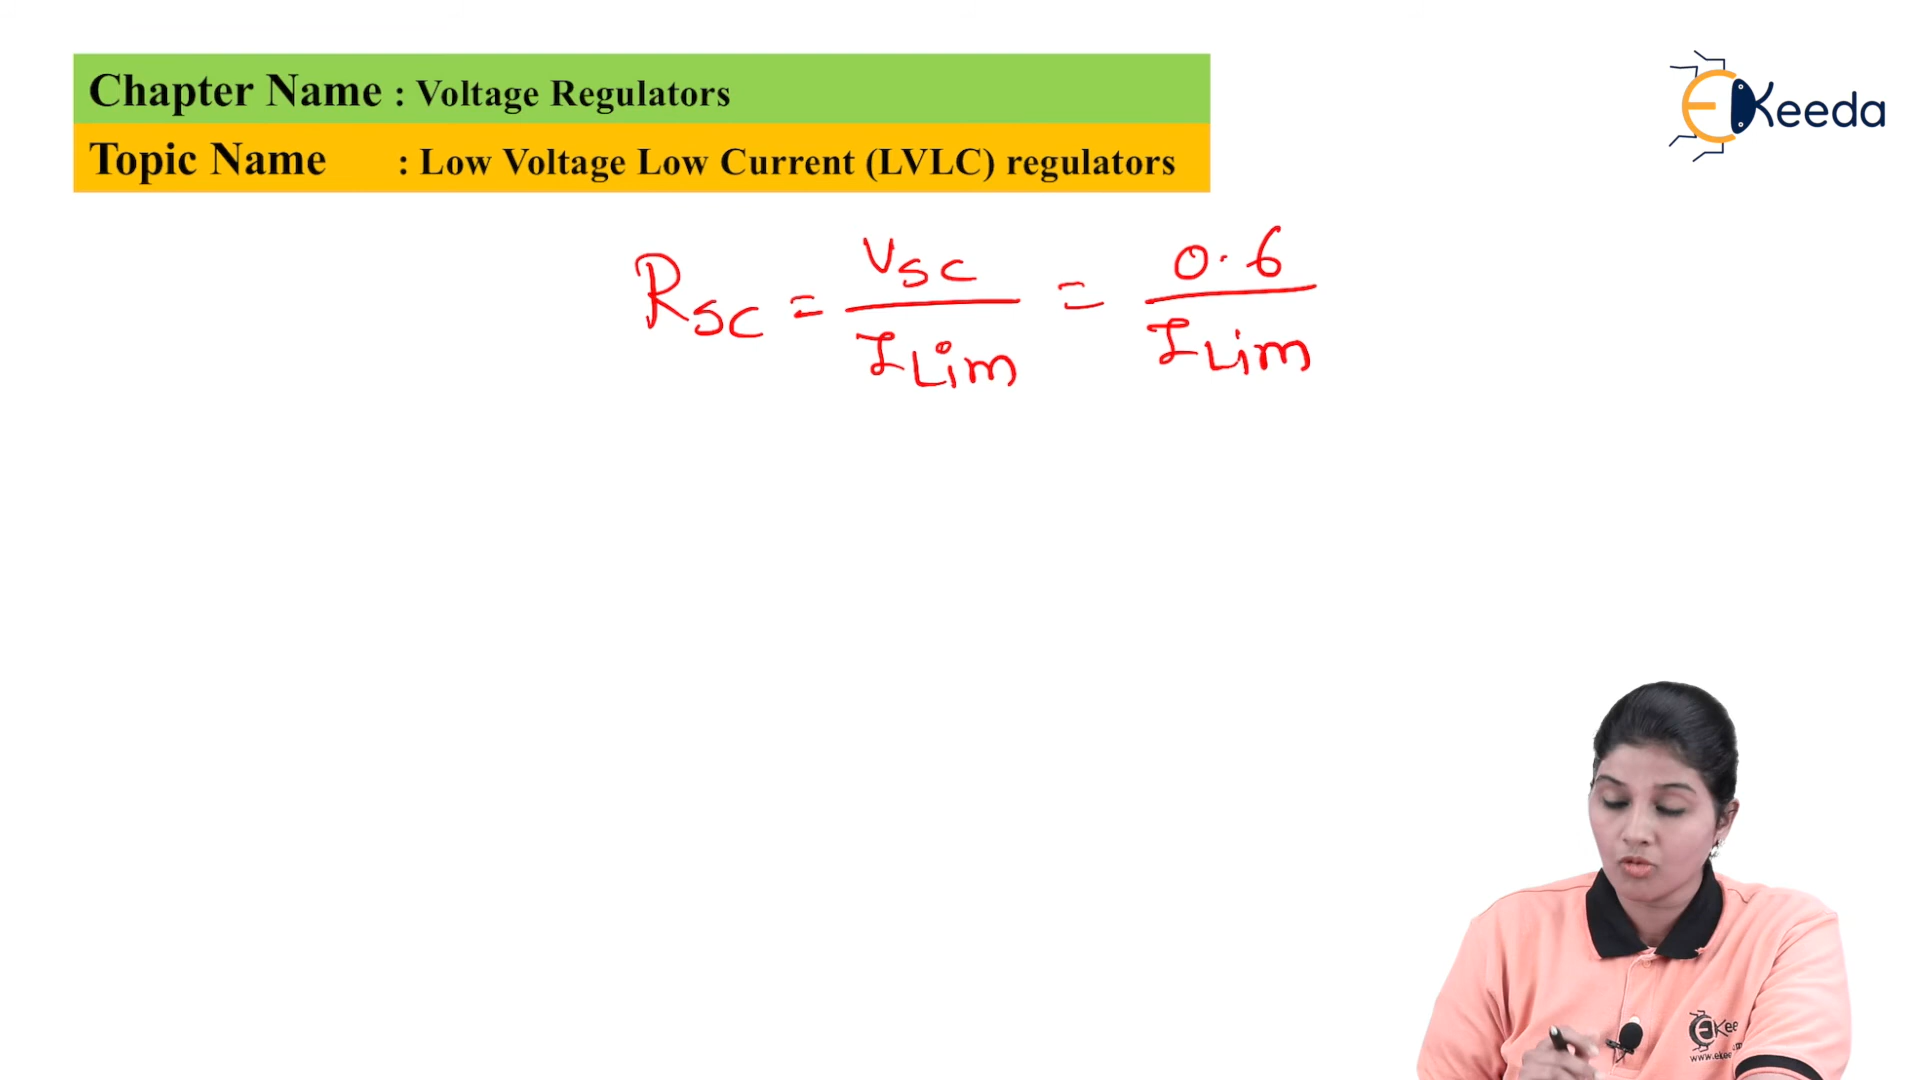 Chapter Name : Voltage Regulators
EKeeda
Topic Name : Low Voltage Low Current (LVLC) regulators
RSC = VSC / ILim = 0.6 / ILim